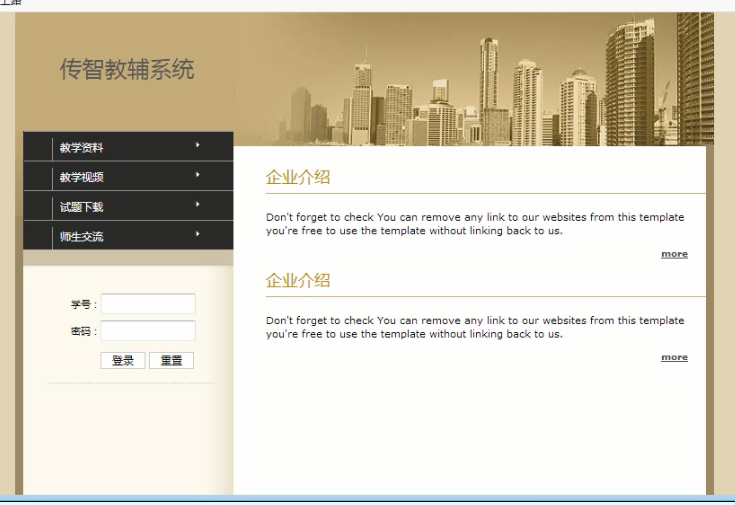 传智教辅系统
教学资料
教学视频
试题下载
师生交流
学号：
密码：
登录 重置
企业介绍
Don't forget to check You can remove any link to our websites from this template
you're free to use the template without linking back to us.
more
企业介绍
Don't forget to check You can remove any link to our websites from this template
you're free to use the template without linking back to us.
more